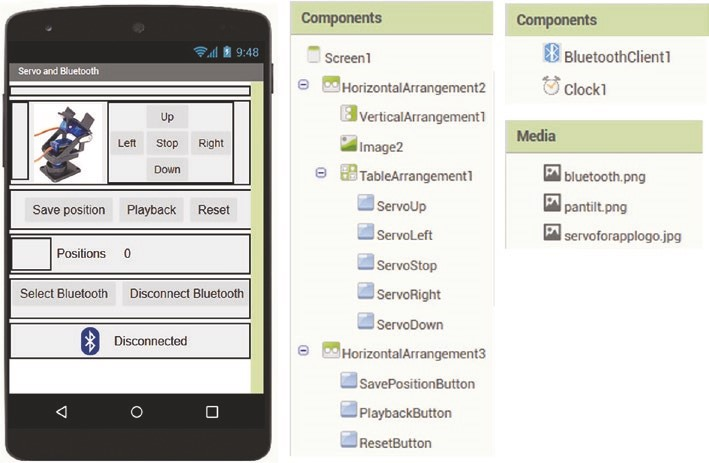 9:48
Servo and Bluetooth
Up
Left Stop Right
Down
Save position Playback Reset
Positions 0
Select Bluetooth Disconnect Bluetooth
Disconnected
Components
Screen1
HorizontalArrangement2
VerticalArrangement1
Image2
TableArrangement1
ServoUp
ServoLeft
ServoStop
ServoRight
ServoDown
HorizontalArrangement3
SavePositionButton
PlaybackButton
ResetButton
Components
BluetoothClient1
Clock1
Media
bluetooth.png
pantilt.png
servoforapplogo.jpg